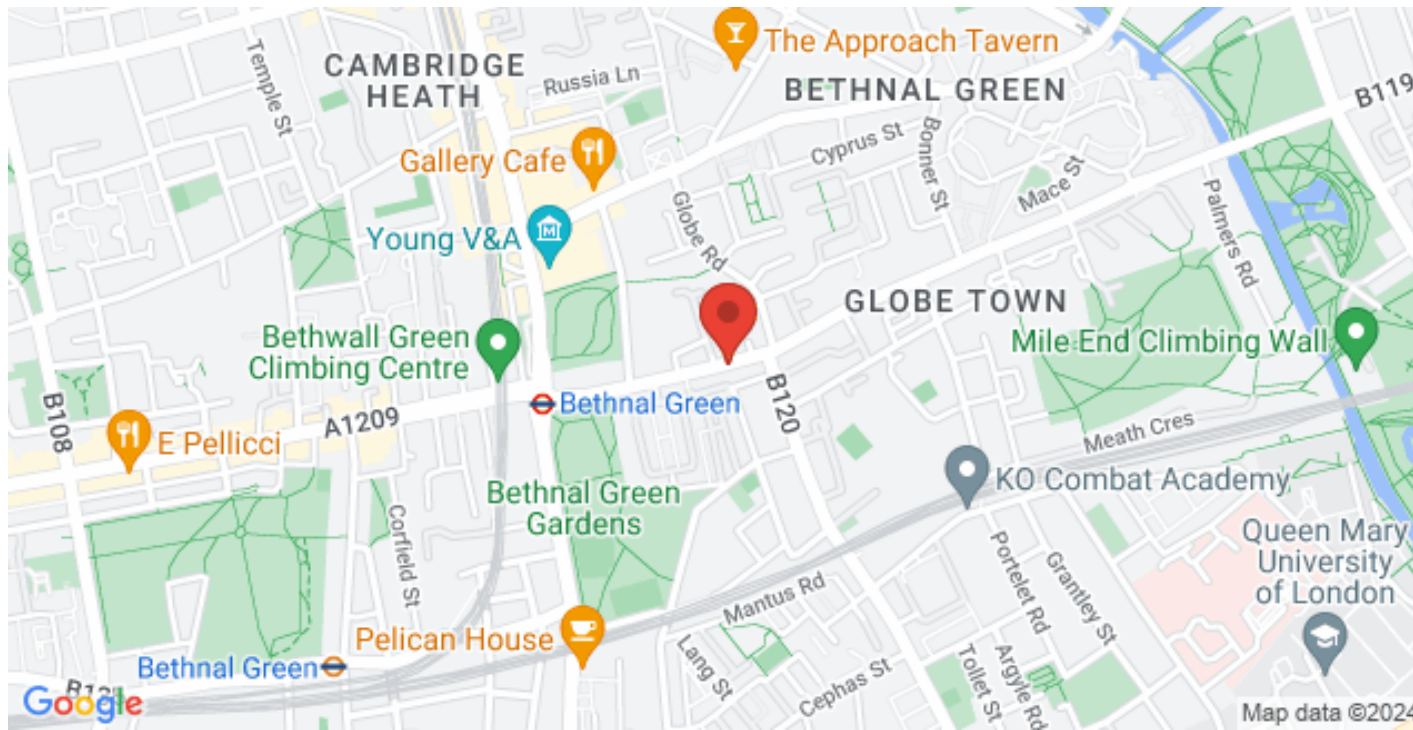 The Approach Tavern
CAMBRIDGE
HEATH
Temple St
Russia Ln
BETHNAL GREEN
B119
Gallery Cafe
Cyprus St
Bonner St
Mace St
Palmers Rd
Globe Rd
Young V&A
GLOBE TOWN
Bethwall Green
Climbing Centre
Mile End Climbing Wall
B108
A1209
Bethnal Green
B120
E Pellicci
Meath Cres
KO Combat Academy
Bethnal Green
Gardens
Corfield St
Queen Mary
University
of London
Portelet Rd
Grantley St
Mantus Rd
Pelican House
Lang St
Cephas St
Tollet St
Argyle Rd
Bethnal Green
Google
Map data ©2024